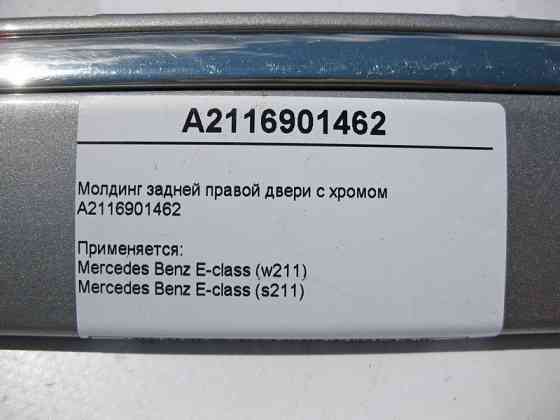 A2116901462
Молдинг задней правой двери с хромом
A2116901462
Применяется:
Mercedes Benz E-class (w211)
Mercedes Benz E-class (s211)